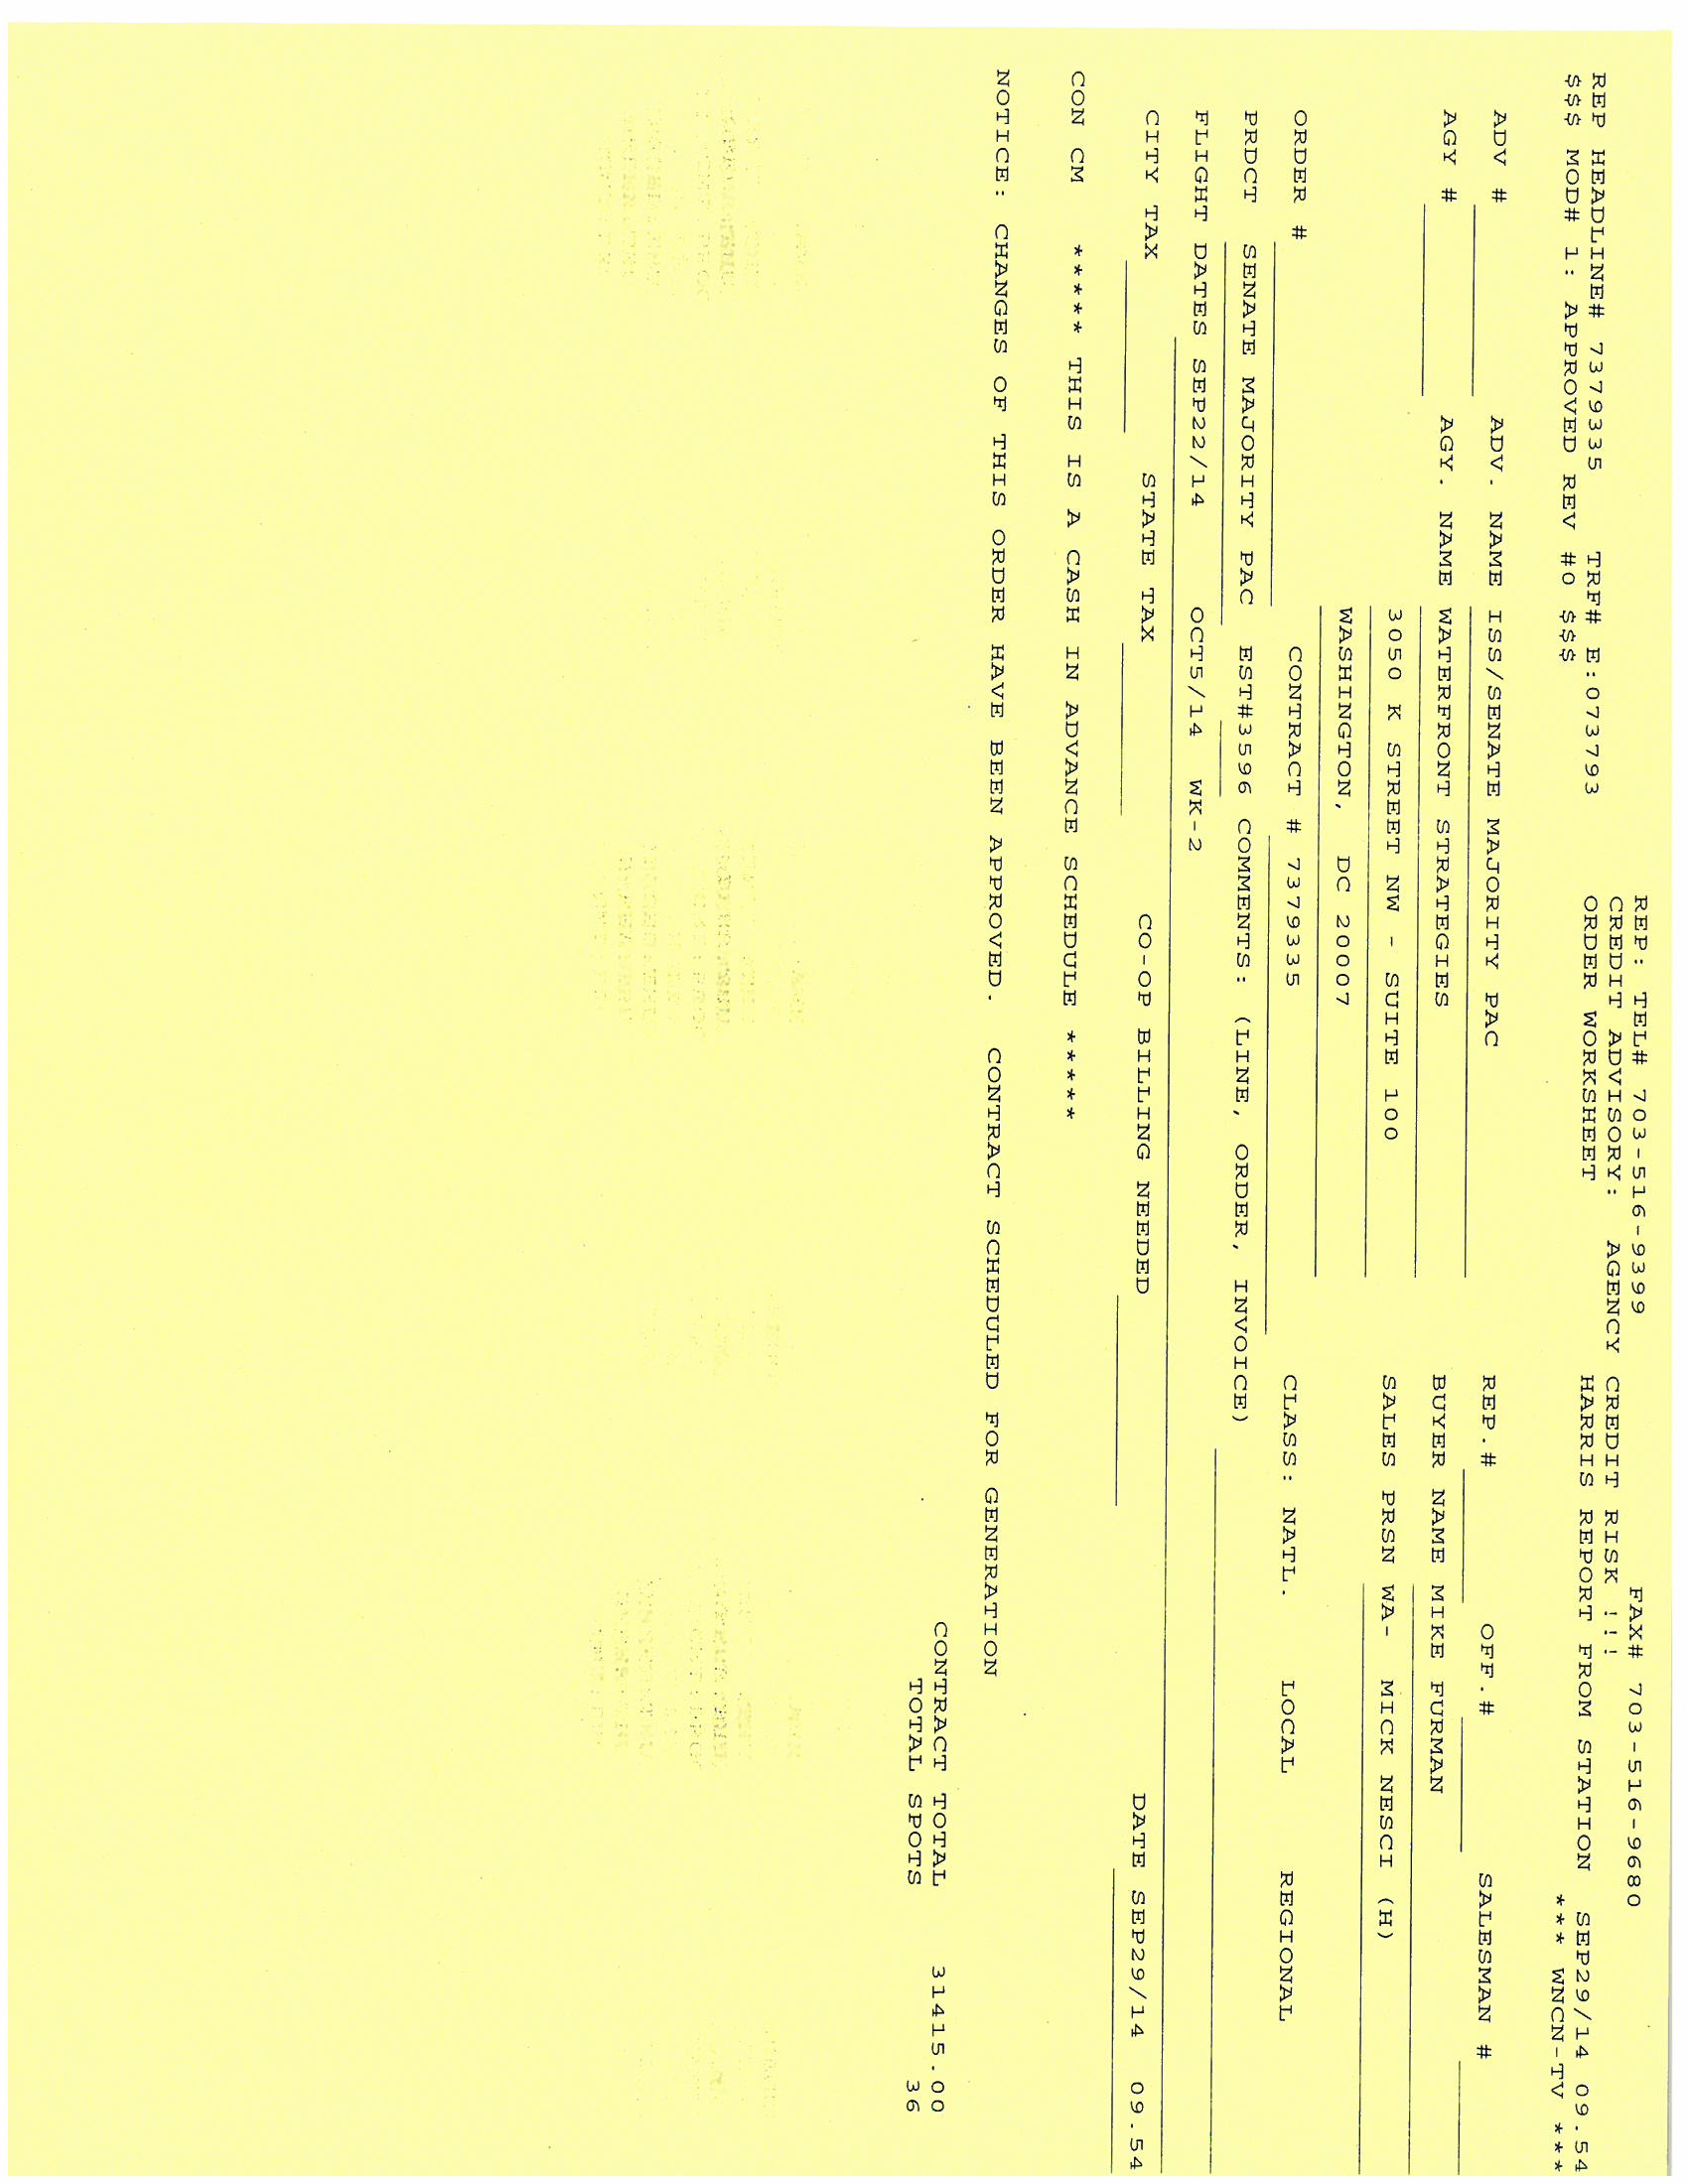 REP: TEL# 703-516-9399 FAX# 703-516-9680
CREDIT ADVISORY: AGENCY CREDIT RISK !!!
REP HEADLINE# 7379335 TRF# E:073793 ORDER WORKSHEET HARRIS REPORT FROM STATION SEP29/14 09.54
$$$ MOD# 1: APPROVED REV #0 $$$ *** WNCN-TV ***
ADV # ADV. NAME ISS/SENATE MAJORITY PAC REP.# OFF.# SALESMAN #
AGY # AGY. NAME WATERFRONT STRATEGIES BUYER NAME MIKE FURMAN
3050 K STREET NW - SUITE 100 SALES PRSN WA- MICK NESCI (H)
WASHINGTON, DC 20007
ORDER # CONTRACT # 7379335 CLASS: NATL. LOCAL REGIONAL
PRDCT SENATE MAJORITY PAC EST#3596 COMMENTS: (LINE, ORDER, INVOICE)
FLIGHT DATES SEP22/14 OCT5/14 WK-2
CITY TAX STATE TAX CO-OP BILLING NEEDED DATE SEP29/14 09.54
CON CM ***** THIS IS A CASH IN ADVANCE SCHEDULE *****
NOTICE: CHANGES OF THIS ORDER HAVE BEEN APPROVED. CONTRACT SCHEDULED FOR GENERATION
CONTRACT TOTAL 31415.00
TOTAL SPOTS 36